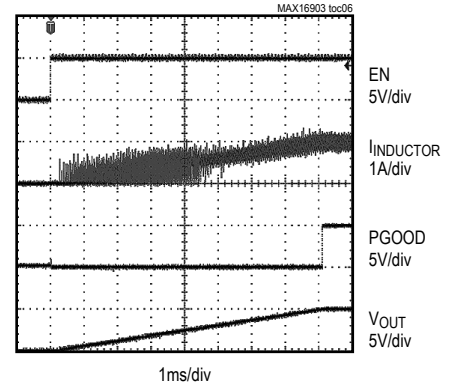 MAX16903 toc06
EN
5V/div
IINDUCTOR
1A/div
PGOOD
5V/div
VOUT
5V/div
1ms/div